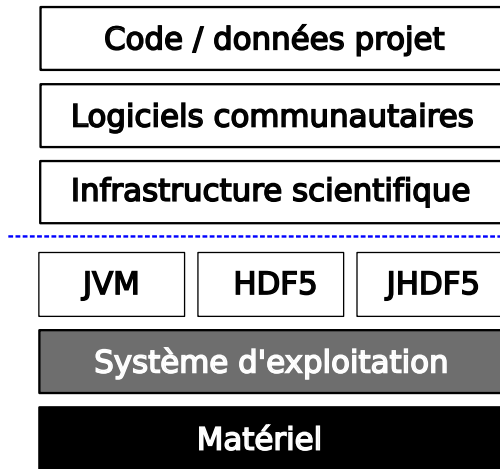 Code / données projet
Logiciels communautaires
Infrastructure scientifique
JVM HDF5 JHDF5
Système d'exploitation
Matériel